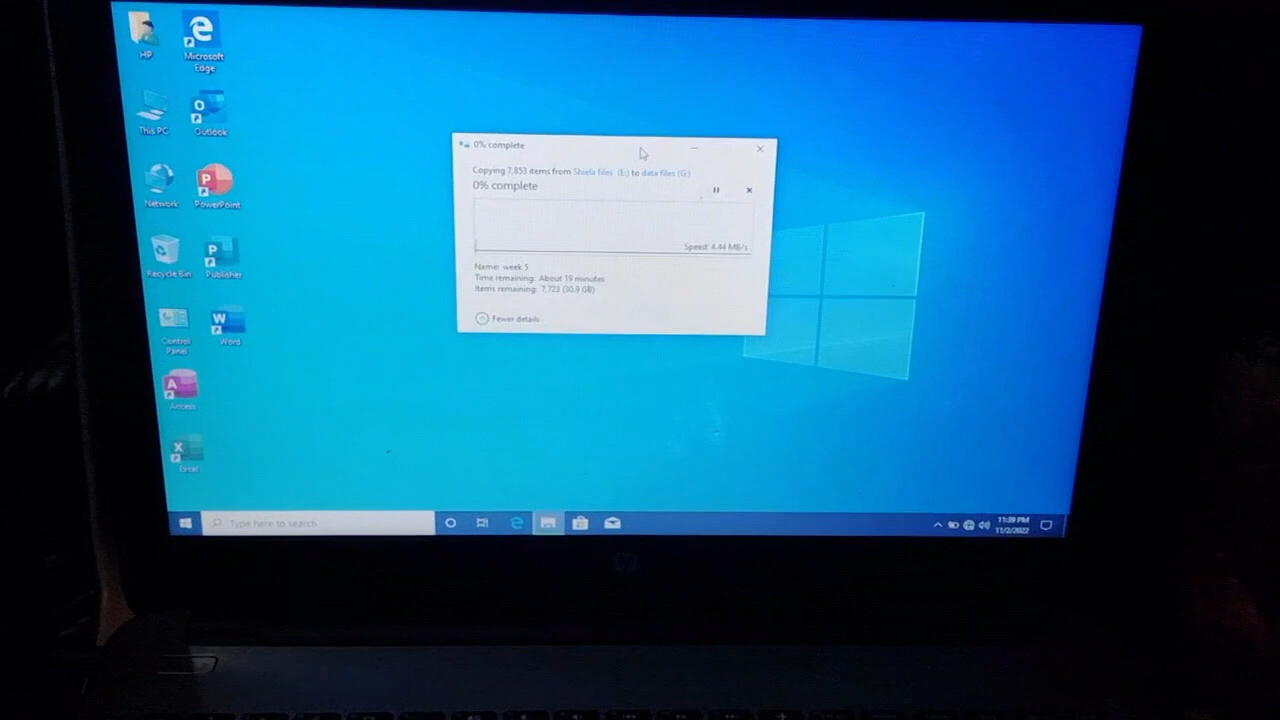 HP
Microsoft
Edge
This PC
Outlook
Network
PowerPoint
Recycle Bin
Publisher
Control
Panel
Word
Access
Excel
0% complete
Copying 7,853 items from Shiela files (E:) to data files (G:)
0% complete
Speed: 4.44 MB/s
Name: week 5
Time remaining: About 19 minutes
Items remaining: 7,723 (30.9 GB)
Fewer details
Type here to search
11:39 PM
11/2/2022
hp